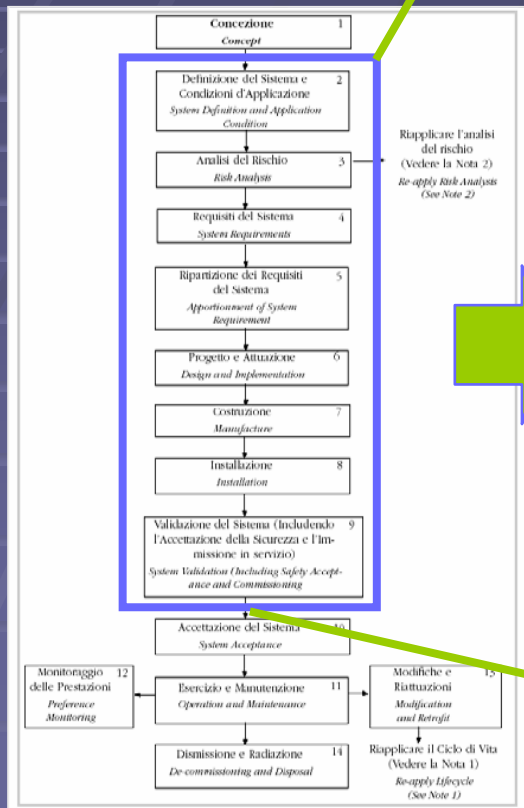 Concezione 1
Concept
Definizione del Sistema e 2
Condizioni d'Applicazione
System Definition and Application
Condition
Analisi del Rischio 3
Risk Analysis
Riapplicare l'analisi
del rischio
(Vedere la Nota 2)
Re-apply Risk Analysis
(See Note 2)
Requisiti del Sistema 4
System Requirements
Ripartizione dei Requisiti 5
del Sistema
Apportionment of System
Requirement
Progetto e Attuazione 6
Design and Implementation
Costruzione 7
Manufacture
Installazione 8
Installation
Validazione del Sistema (Includendo 9
l'Accettazione della Sicurezza e l'Im-
missione in servizio)
System Validation (Including Safety Accept-
ance and Commissioning
Accettazione del Sistema 10
System Acceptance
Monitoraggio 12
delle Prestazioni
Preference
Monitoring
Esercizio e Manutenzione 11
Operation and Maintenance
Modifiche e 13
Riattuazioni
Modification
and Retrofit
Dismissione e Radiazione 14
De-commissioning and Disposal
Riapplicare il Ciclo di Vita
(Vedere la Nota 1)
Re-apply Lifecycle
(See Note 1)